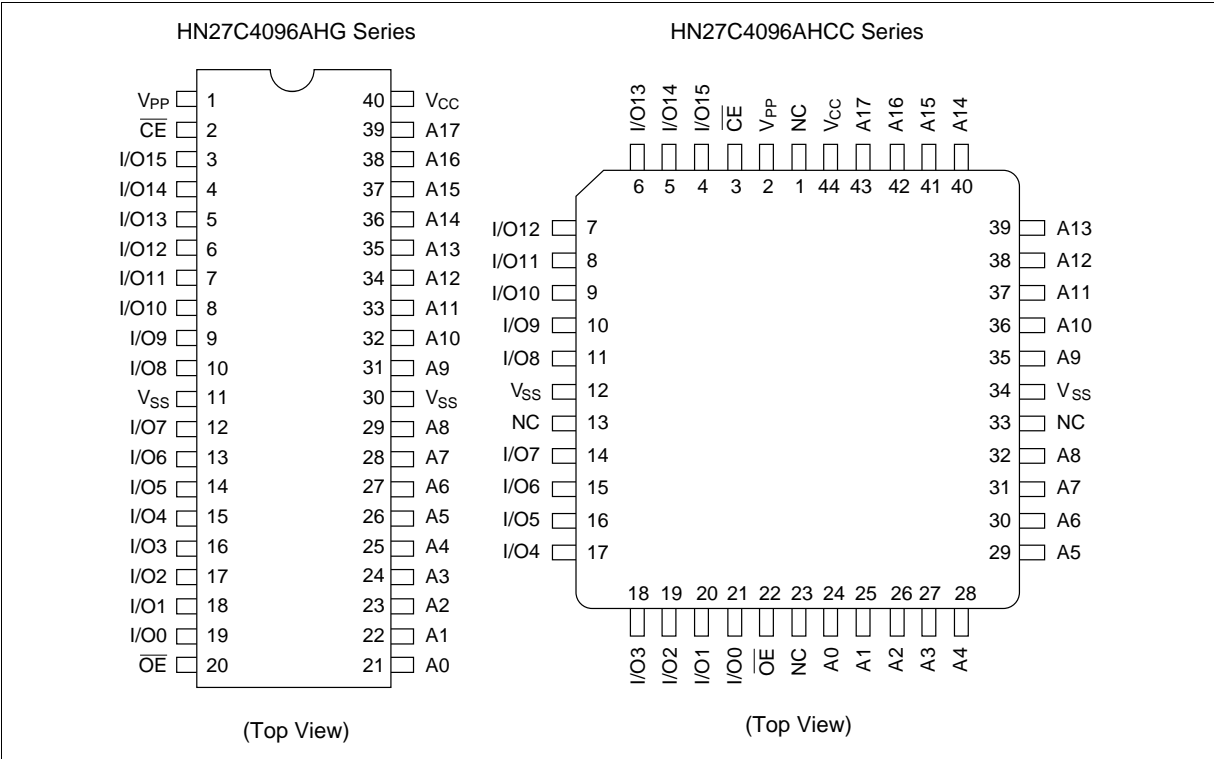 HN27C4096AHG Series
VPP 1 40 VCC
CE 2 39 A17
I/O15 3 38 A16
I/O14 4 37 A15
I/O13 5 36 A14
I/O12 6 35 A13
I/O11 7 34 A12
I/O10 8 33 A11
I/O9 9 32 A10
I/O8 10 31 A9
VSS 11 30 VSS
I/O7 12 29 A8
I/O6 13 28 A7
I/O5 14 27 A6
I/O4 15 26 A5
I/O3 16 25 A4
I/O2 17 24 A3
I/O1 18 23 A2
I/O0 19 22 A1
OE 20 21 A0
(Top View)
HN27C4096AHCC Series
I/O13 I/O14 I/O15 CE VPP NC VCC A17 A16 A15 A14
6 5 4 3 2 1 44 43 42 41 40
I/O12 7 39 A13
I/O11 8 38 A12
I/O10 9 37 A11
I/O9 10 36 A10
I/O8 11 35 A9
VSS 12 34 VSS
NC 13 33 NC
I/O7 14 32 A8
I/O6 15 31 A7
I/O5 16 30 A6
I/O4 17 29 A5
18 19 20 21 22 23 24 25 26 27 28
I/O3 I/O2 I/O1 I/O0 OE NC A0 A1 A2 A3 A4
(Top View)